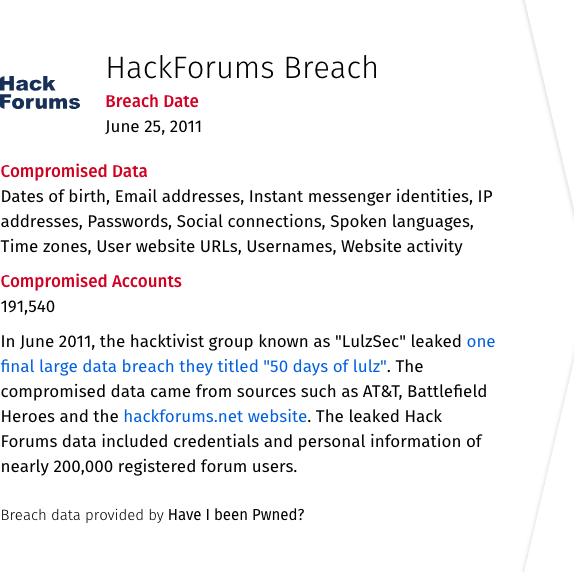 HackForums Breach
Hack
Forums
Breach Date
June 25, 2011
Compromised Data
Dates of birth, Email addresses, Instant messenger identities, IP
addresses, Passwords, Social connections, Spoken languages,
Time zones, User website URLs, Usernames, Website activity
Compromised Accounts
191,540
In June 2011, the hacktivist group known as "LulzSec" leaked one
final large data breach they titled "50 days of lulz". The
compromised data came from sources such as AT&T, Battlefield
Heroes and the hackforums.net website. The leaked Hack
Forums data included credentials and personal information of
nearly 200,000 registered forum users.
Breach data provided by Have I been Pwned?